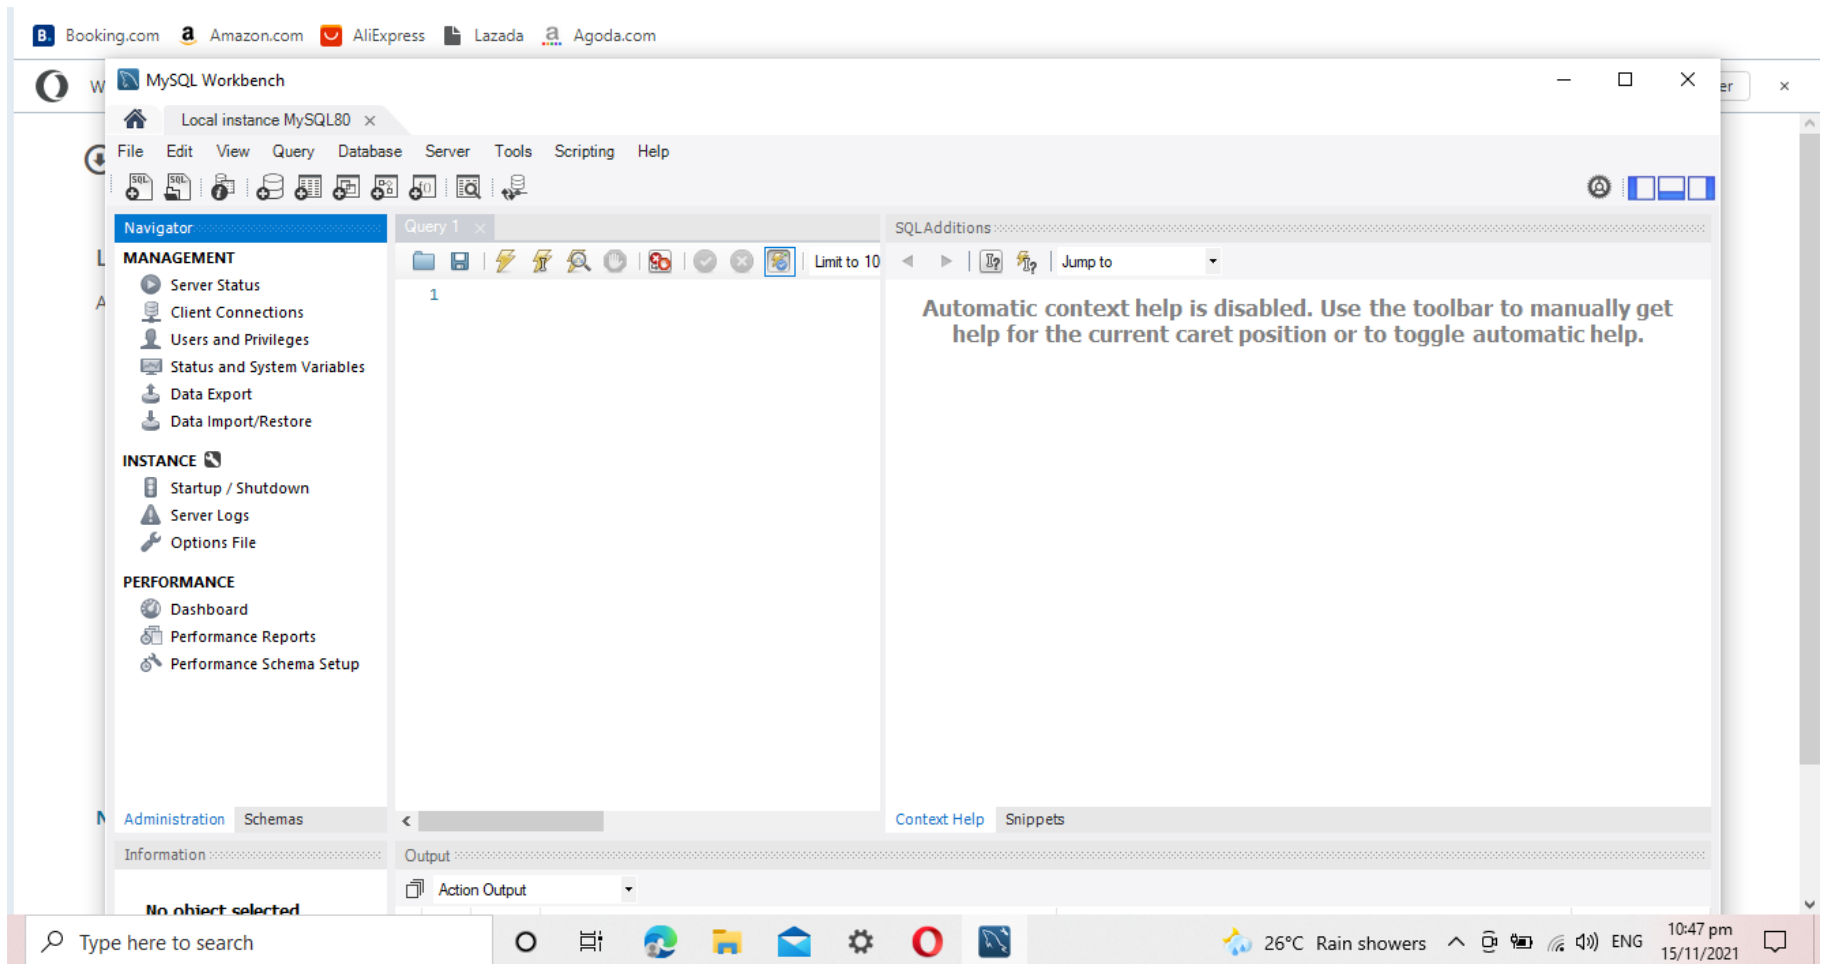 Booking.com Amazon.com AliExpress Lazada Agoda.com
W MySQL Workbench er
Local instance MySQL80
File Edit View Query Database Server Tools Scripting Help
Navigator
MANAGEMENT
Server Status
Client Connections
Users and Privileges
Status and System Variables
Data Export
Data Import/Restore
INSTANCE
Startup / Shutdown
Server Logs
Options File
PERFORMANCE
Dashboard
Performance Reports
Performance Schema Setup
Administration Schemas
Information
No object selected
Query 1
Limit to 10
1
SQLAdditions
Jump to
Automatic context help is disabled. Use the toolbar to manually get
help for the current caret position or to toggle automatic help.
Context Help Snippets
Output
Action Output
Type here to search
26°C Rain showers ENG
10:47 pm
15/11/2021